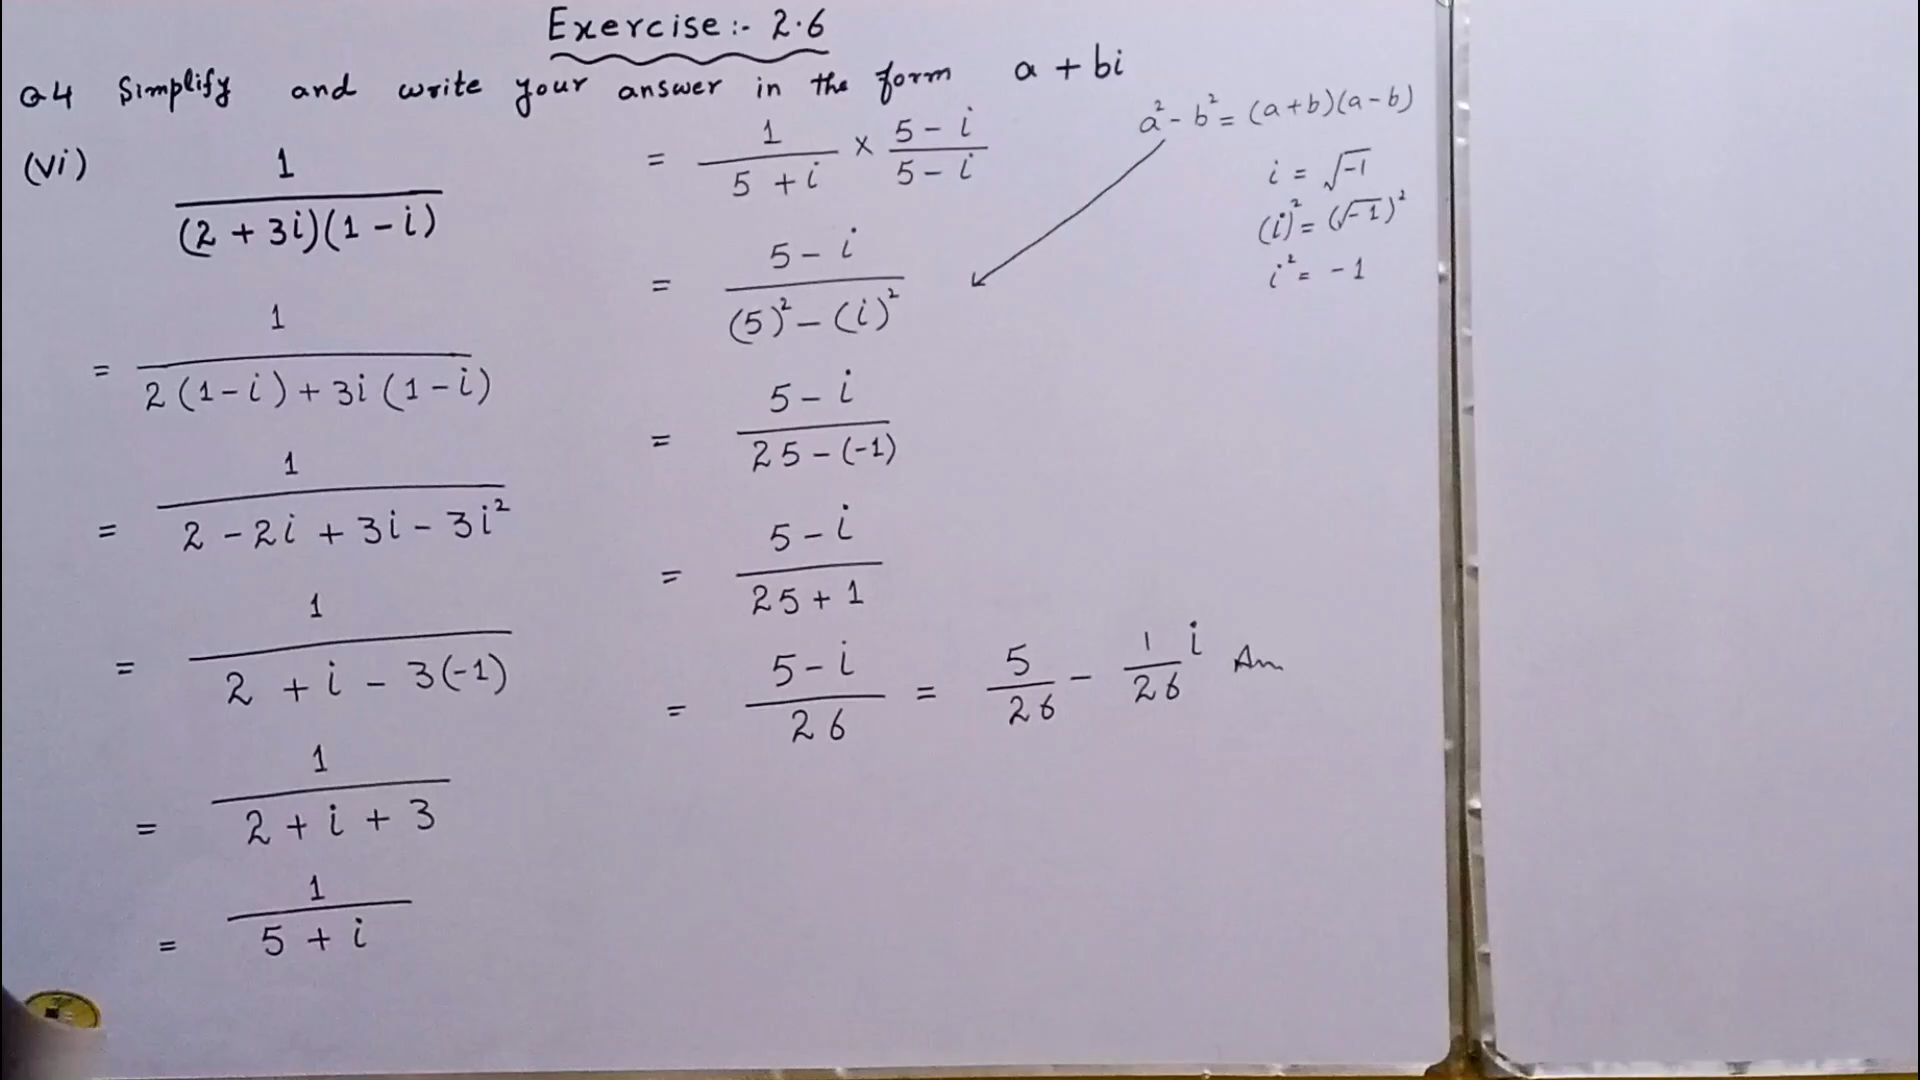 Exercise:- 2.6
Q4 Simplify and write your answer in the form a + bi
(vi) 1 / (2 + 3i)(1 - i)
= 1 / 2(1-i) + 3i(1-i)
= 1 / 2 - 2i + 3i - 3i²
= 1 / 2 + i - 3(-1)
= 1 / 2 + i + 3
= 1 / 5 + i
= 1 / 5 + i × 5 - i / 5 - i
= 5 - i / (5)² - (i)²
= 5 - i / 25 - (-1)
= 5 - i / 25 + 1
= 5 - i / 26 = 5 / 26 - 1 / 26 i Ans
a² - b² = (a+b)(a-b)
i = √-1
(i)² = (√-1)²
i² = -1